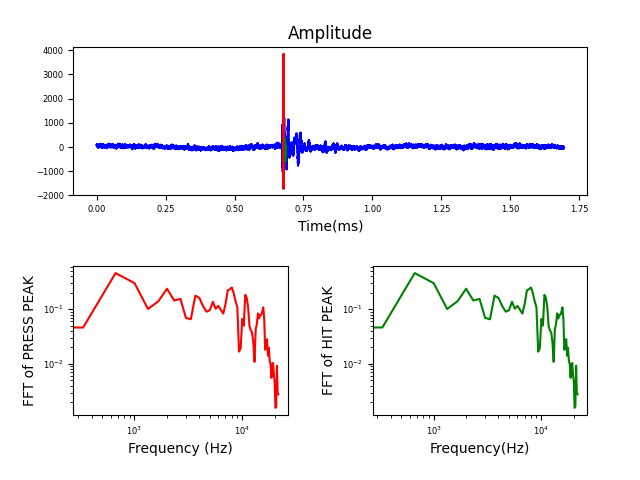 Amplitude
4000
3000
2000
1000
0
−1000
−2000
0.00 0.25 0.50 0.75 1.00 1.25 1.50 1.75
Time(ms)
FFT of PRESS PEAK
10⁻¹
10⁻²
10³ 10⁴
Frequency (Hz)
FFT of HIT PEAK
10⁻¹
10⁻²
10³ 10⁴
Frequency(Hz)